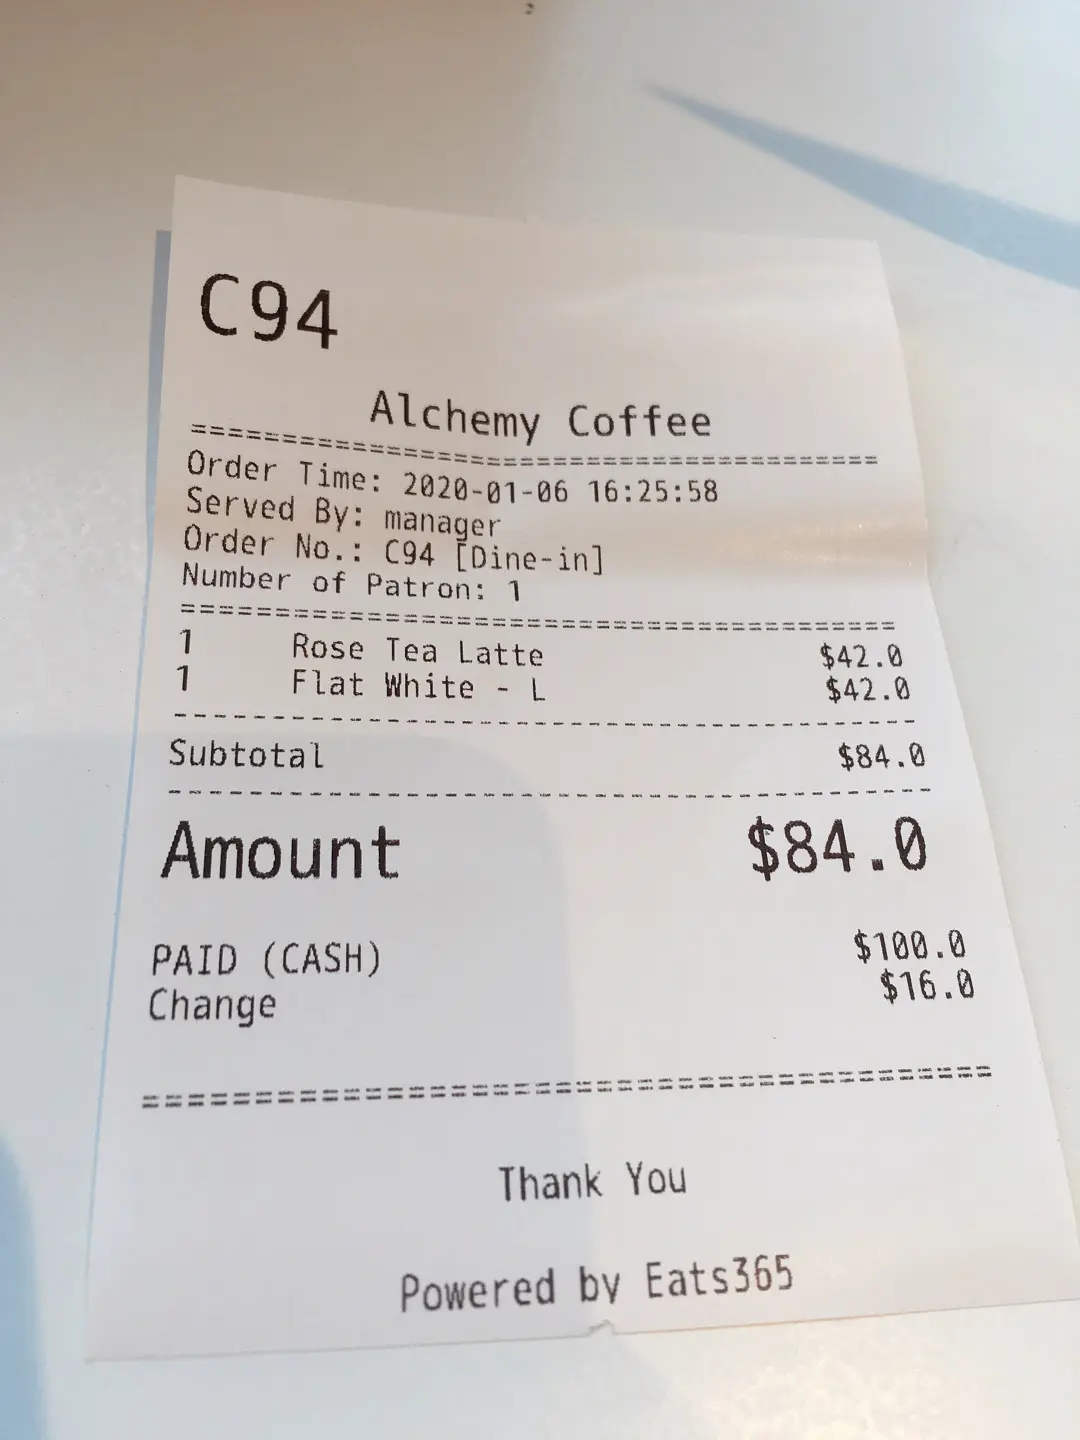 C94
Alchemy Coffee
========================================
Order Time: 2020-01-06 16:25:58
Served By: manager
Order No.: C94 [Dine-in]
Number of Patron: 1
========================================
1 Rose Tea Latte $42.0
1 Flat White - L $42.0
----------------------------------------
Subtotal $84.0
----------------------------------------
Amount $84.0
PAID (CASH) $100.0
Change $16.0
========================================
Thank You
Powered by Eats365